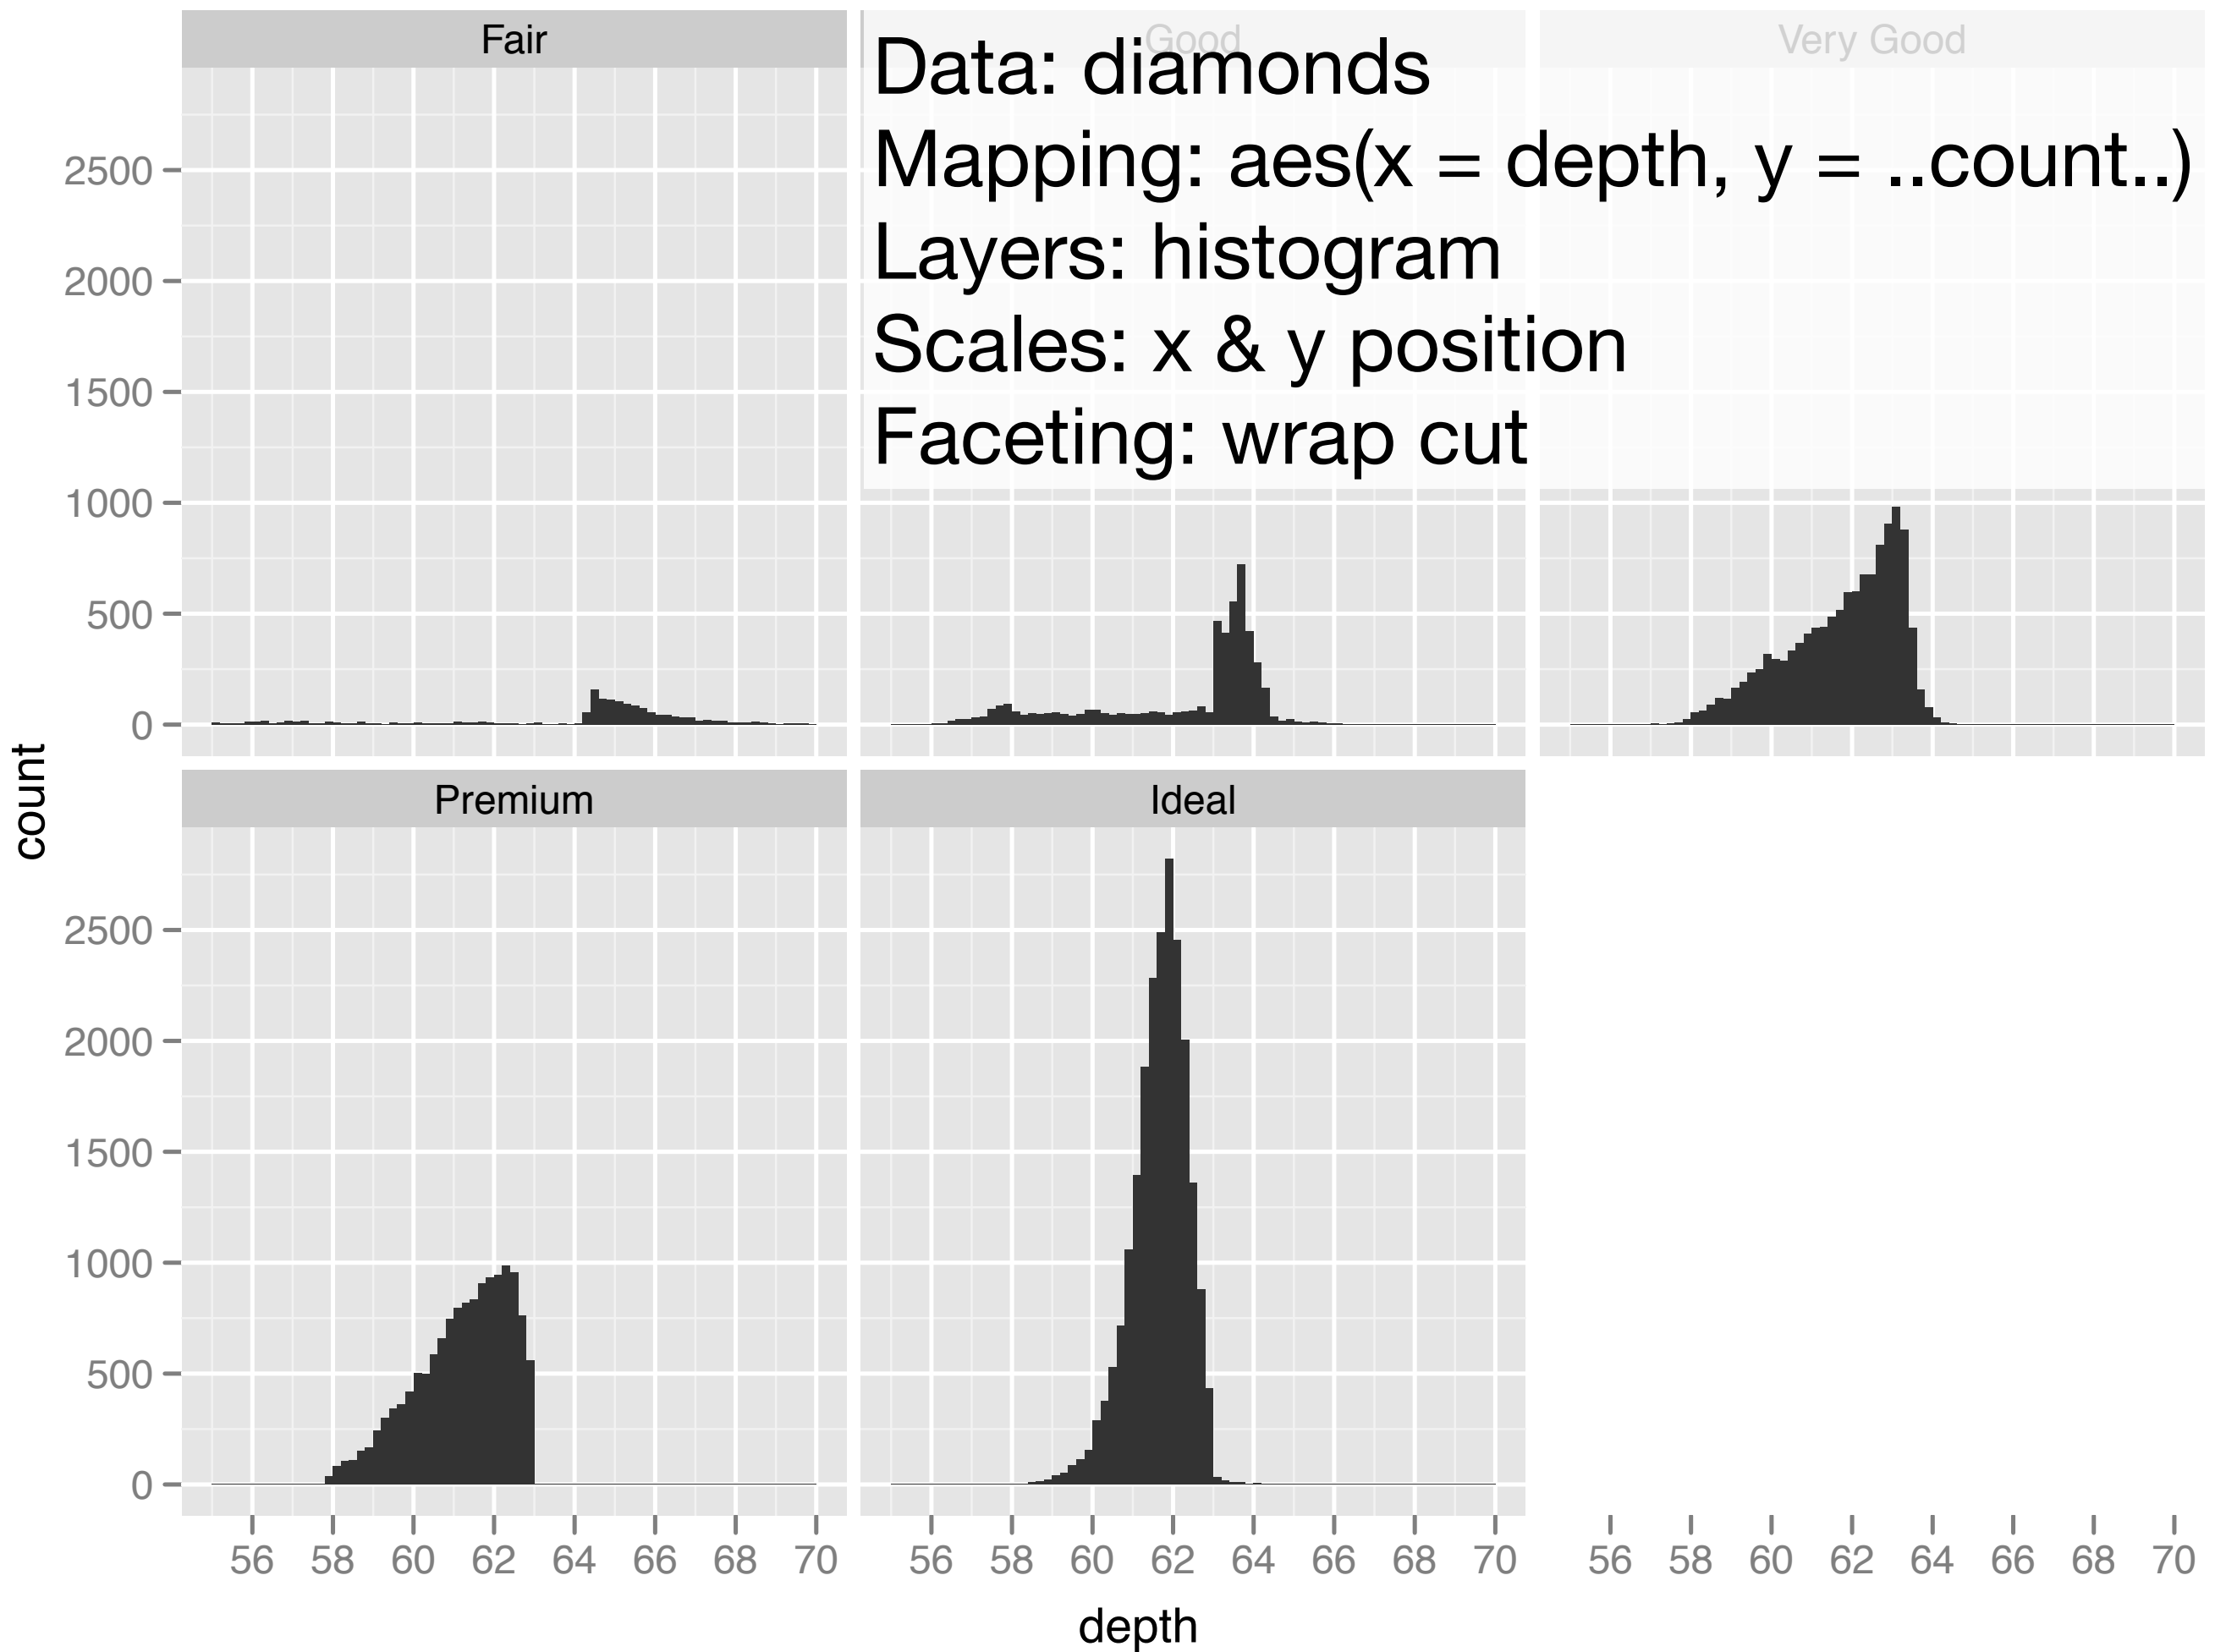 Fair Good Very Good
Data: diamonds
Mapping: aes(x = depth, y = ..count..)
Layers: histogram
Scales: x & y position
Faceting: wrap cut
2500
2000
1500
1000
500
0
count
Premium Ideal
2500
2000
1500
1000
500
0
56 58 60 62 64 66 68 70 56 58 60 62 64 66 68 70 56 58 60 62 64 66 68 70
depth